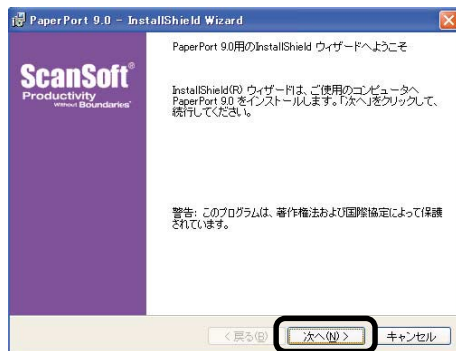 PaperPort 9.0 - InstallShield Wizard
PaperPort 9.0用のInstallShield ウィザードへようこそ
ScanSoft®
Productivity
Without Boundaries™
InstallShield(R) ウィザードは、ご使用のコンピュータへ
PaperPort 9.0 をインストールします。「次へ」をクリックして、
続行してください。
警告: このプログラムは、著作権法および国際協定によって保護
されています。
< 戻る(B)
次へ(N) >
キャンセル